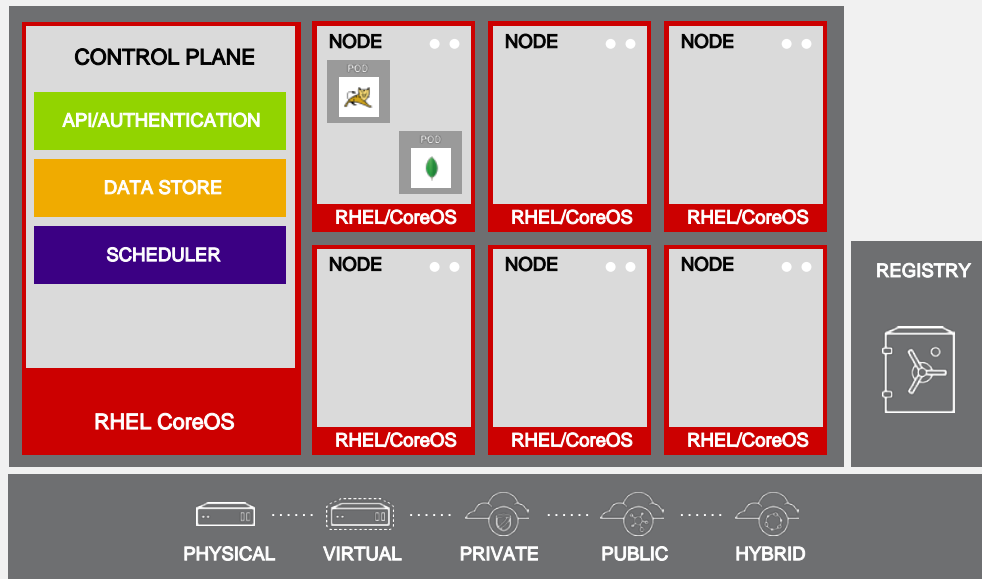 CONTROL PLANE
API/AUTHENTICATION
DATA STORE
SCHEDULER
RHEL CoreOS
NODE
POD
POD
RHEL/CoreOS
NODE
RHEL/CoreOS
NODE
RHEL/CoreOS
NODE
RHEL/CoreOS
NODE
RHEL/CoreOS
NODE
RHEL/CoreOS
REGISTRY
PHYSICAL
VIRTUAL
PRIVATE
PUBLIC
HYBRID